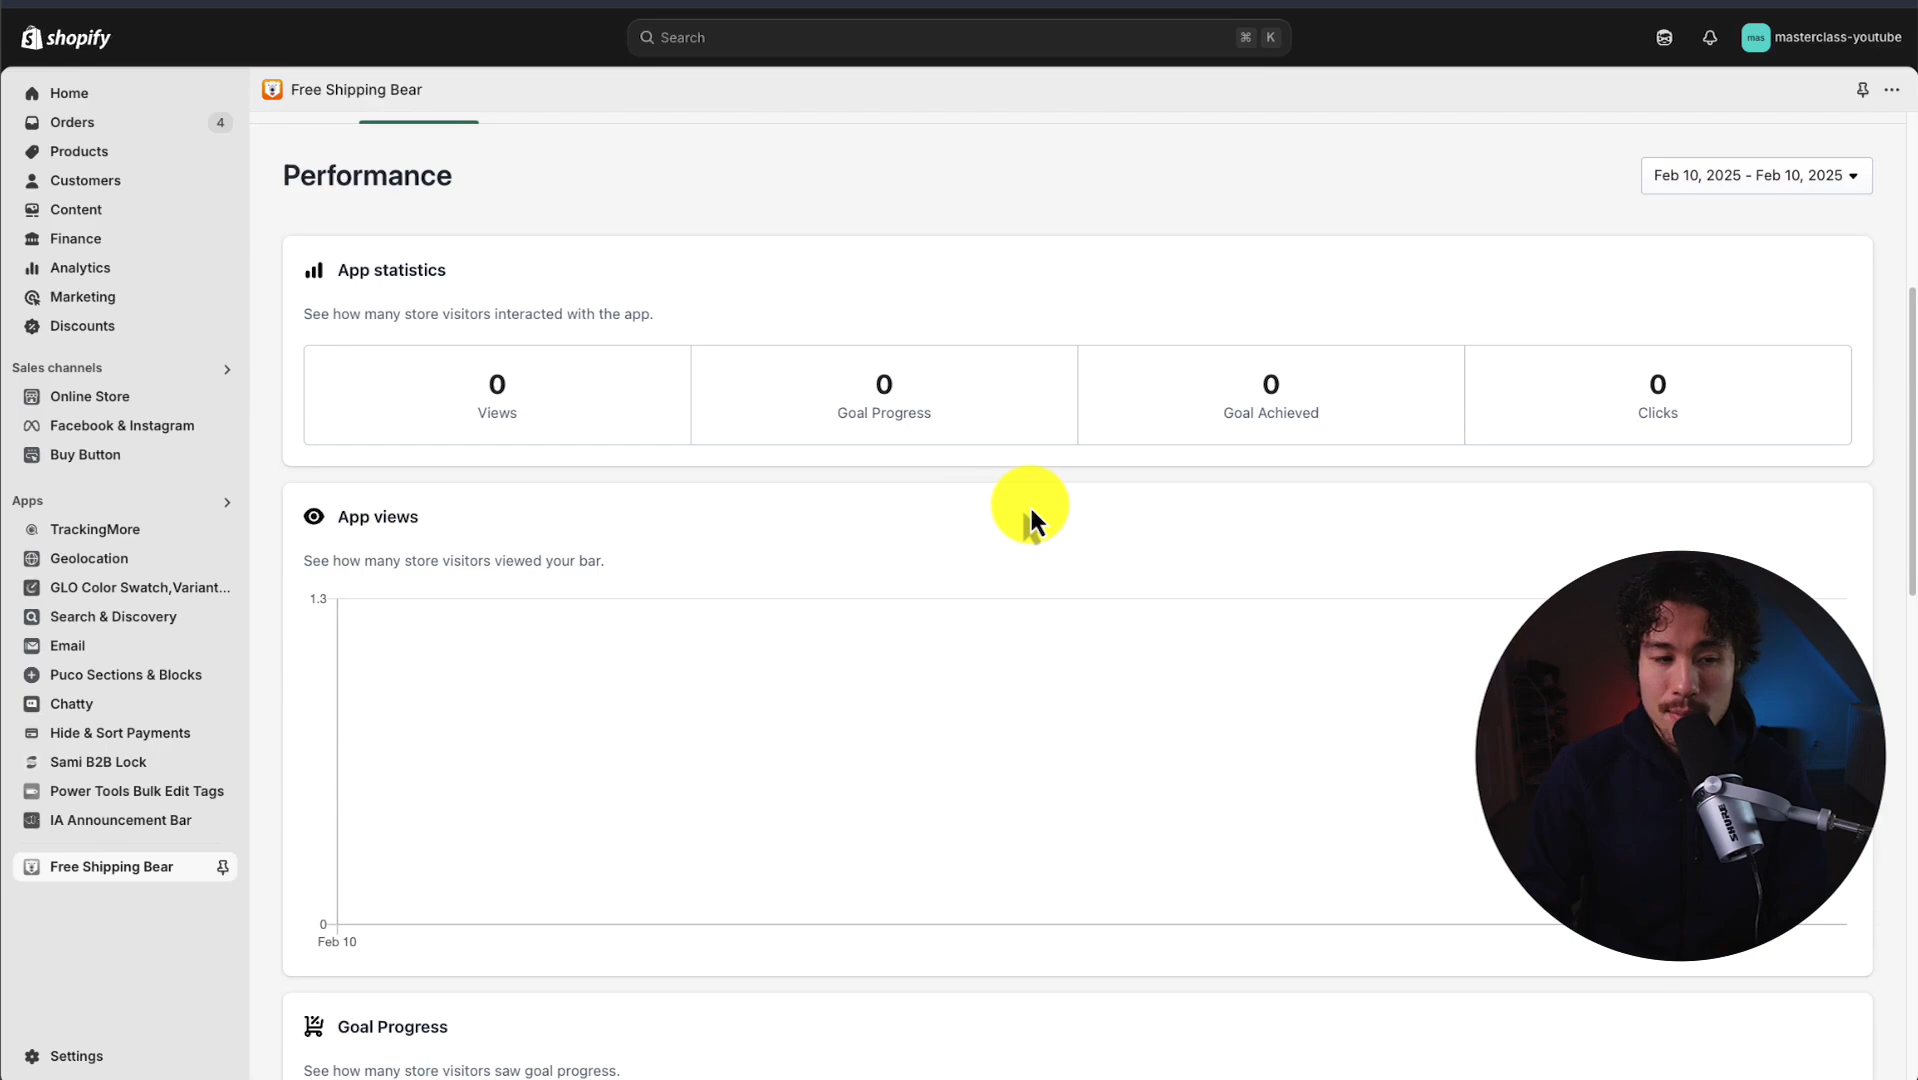 shopify
Search
⌘ K
mas
masterclass-youtube
Home
Orders
4
Products
Customers
Content
Finance
Analytics
Marketing
Discounts
Sales channels
Online Store
Facebook & Instagram
Buy Button
Apps
TrackingMore
Geolocation
GLO Color Swatch,Variant...
Search & Discovery
Email
Puco Sections & Blocks
Chatty
Hide & Sort Payments
Sami B2B Lock
Power Tools Bulk Edit Tags
IA Announcement Bar
Free Shipping Bear
Settings
Free Shipping Bear
Performance
Feb 10, 2025 - Feb 10, 2025
App statistics
See how many store visitors interacted with the app.
0
Views
0
Goal Progress
0
Goal Achieved
0
Clicks
App views
See how many store visitors viewed your bar.
1.3
0
Feb 10
Goal Progress
See how many store visitors saw goal progress.
SHURE